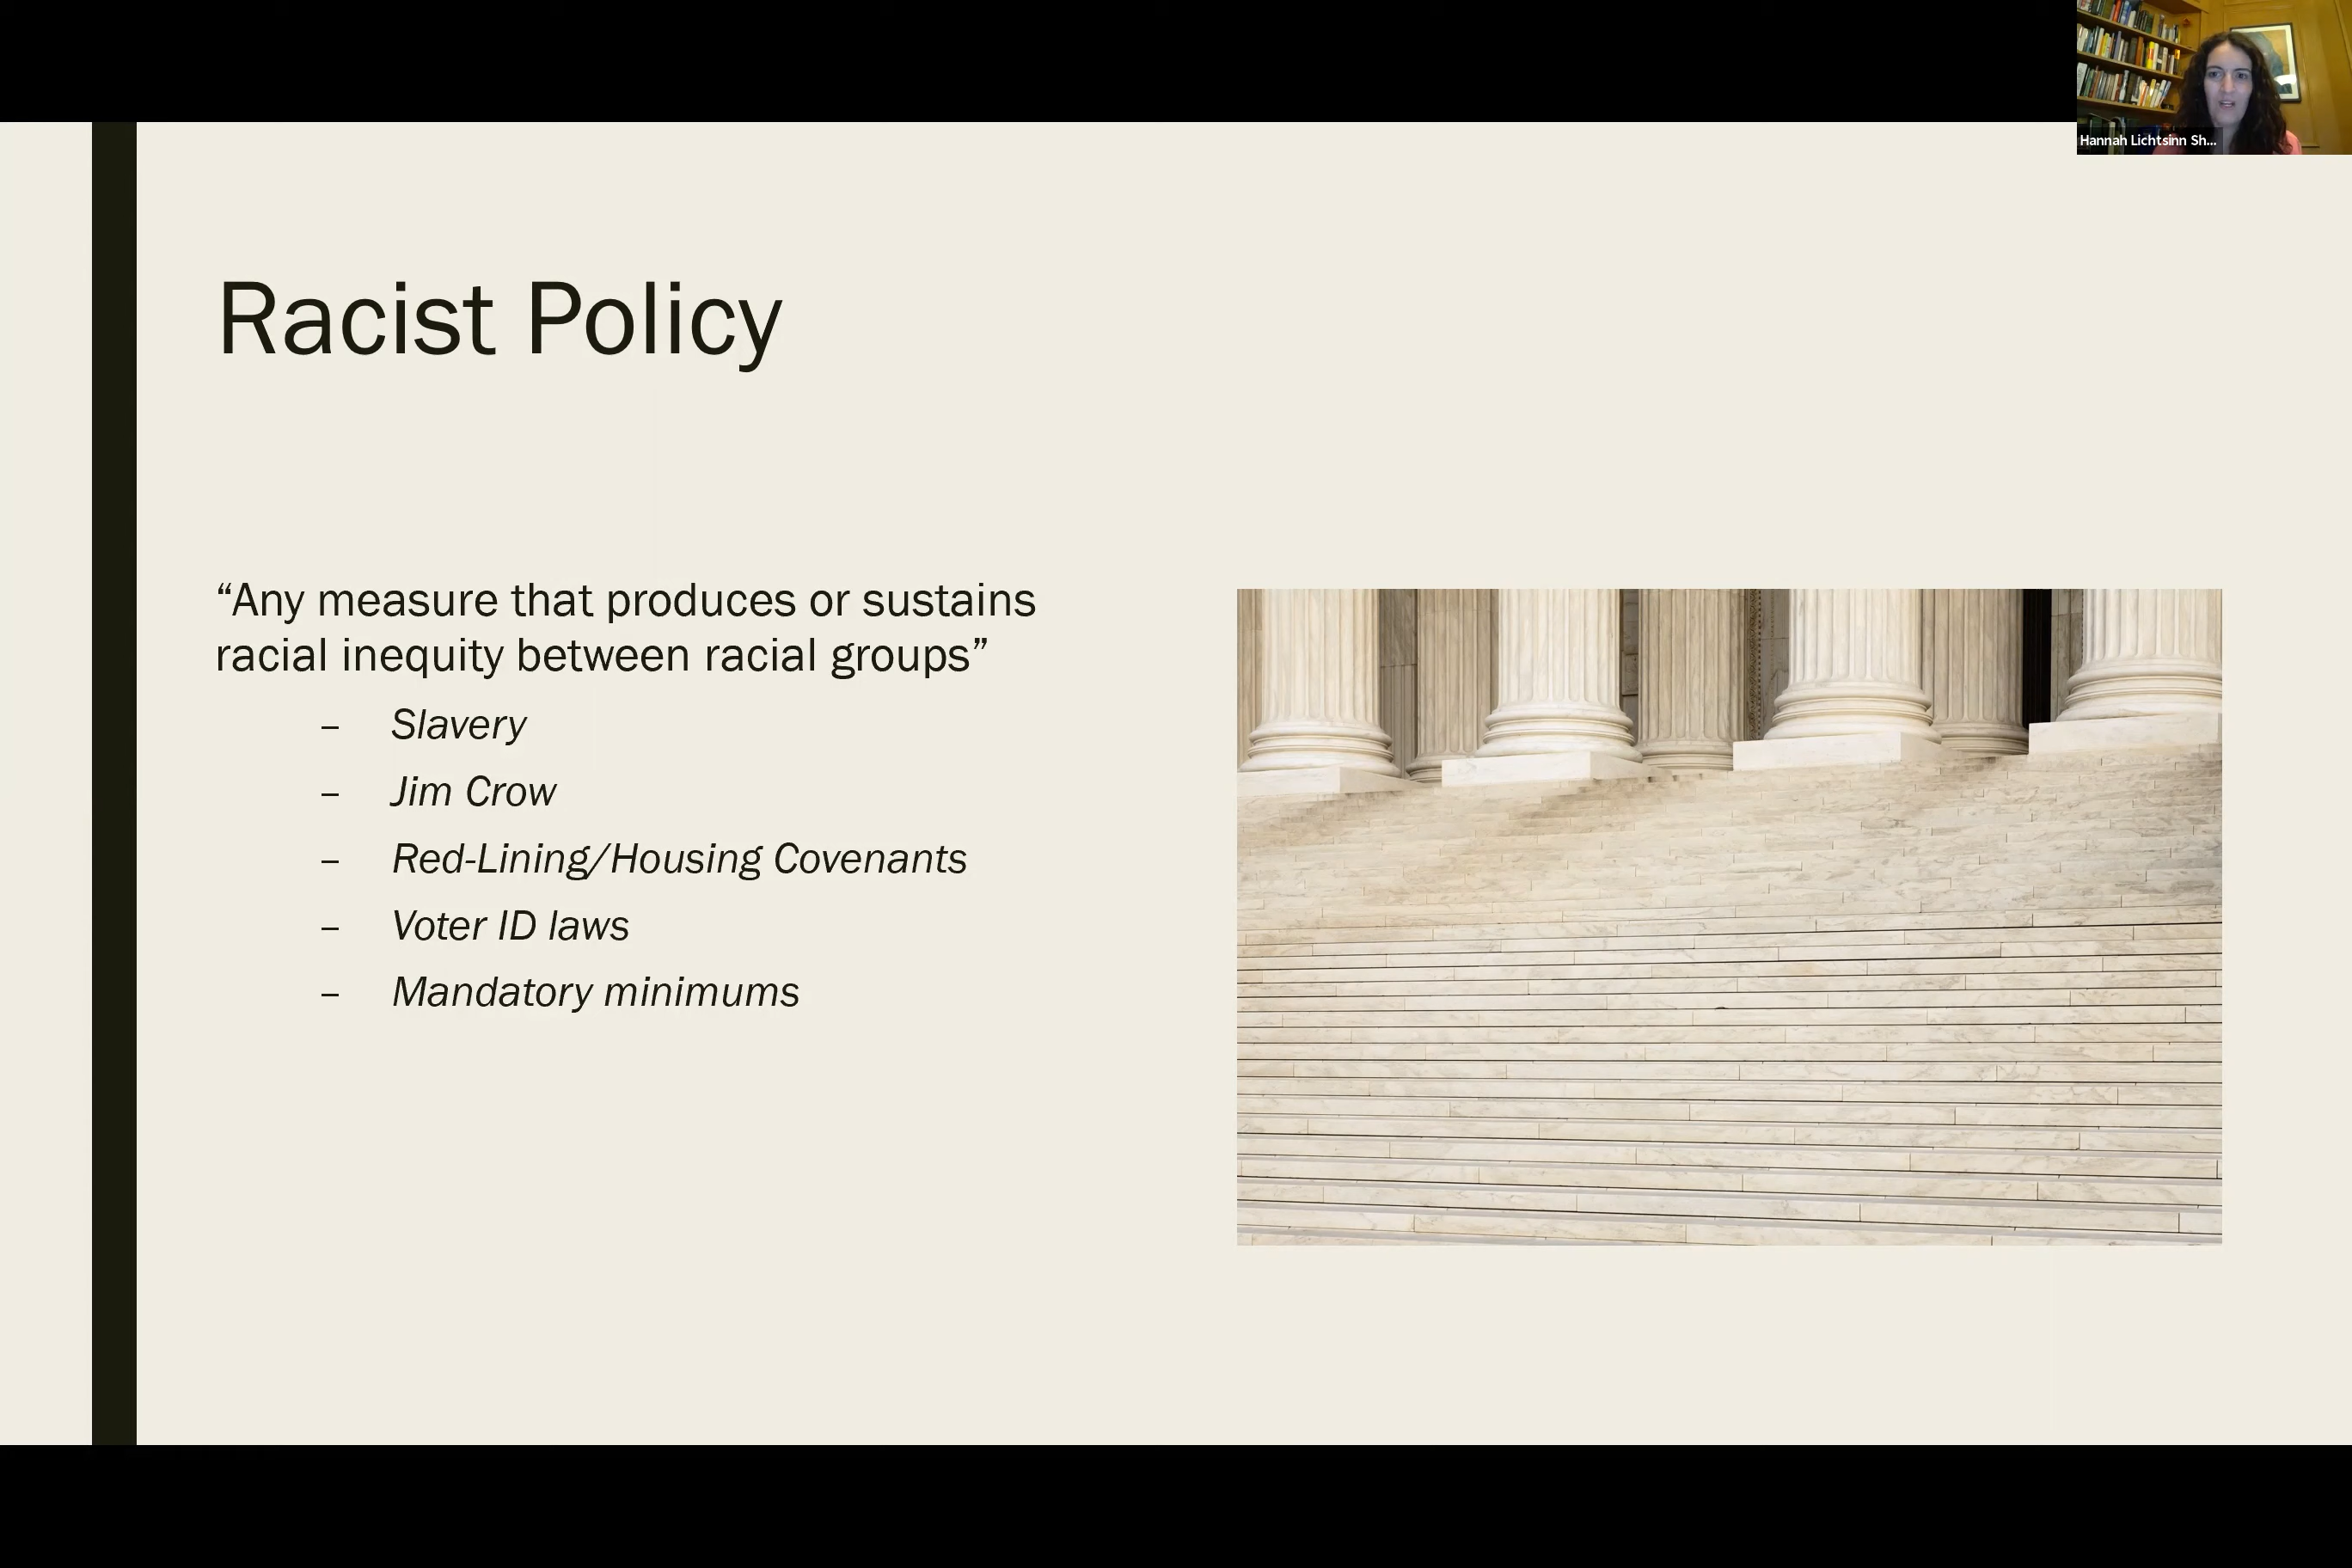 Hannah Lichtsinn Sh...
Racist Policy
“Any measure that produces or sustains
racial inequity between racial groups”
– Slavery
– Jim Crow
– Red-Lining/Housing Covenants
– Voter ID laws
– Mandatory minimums